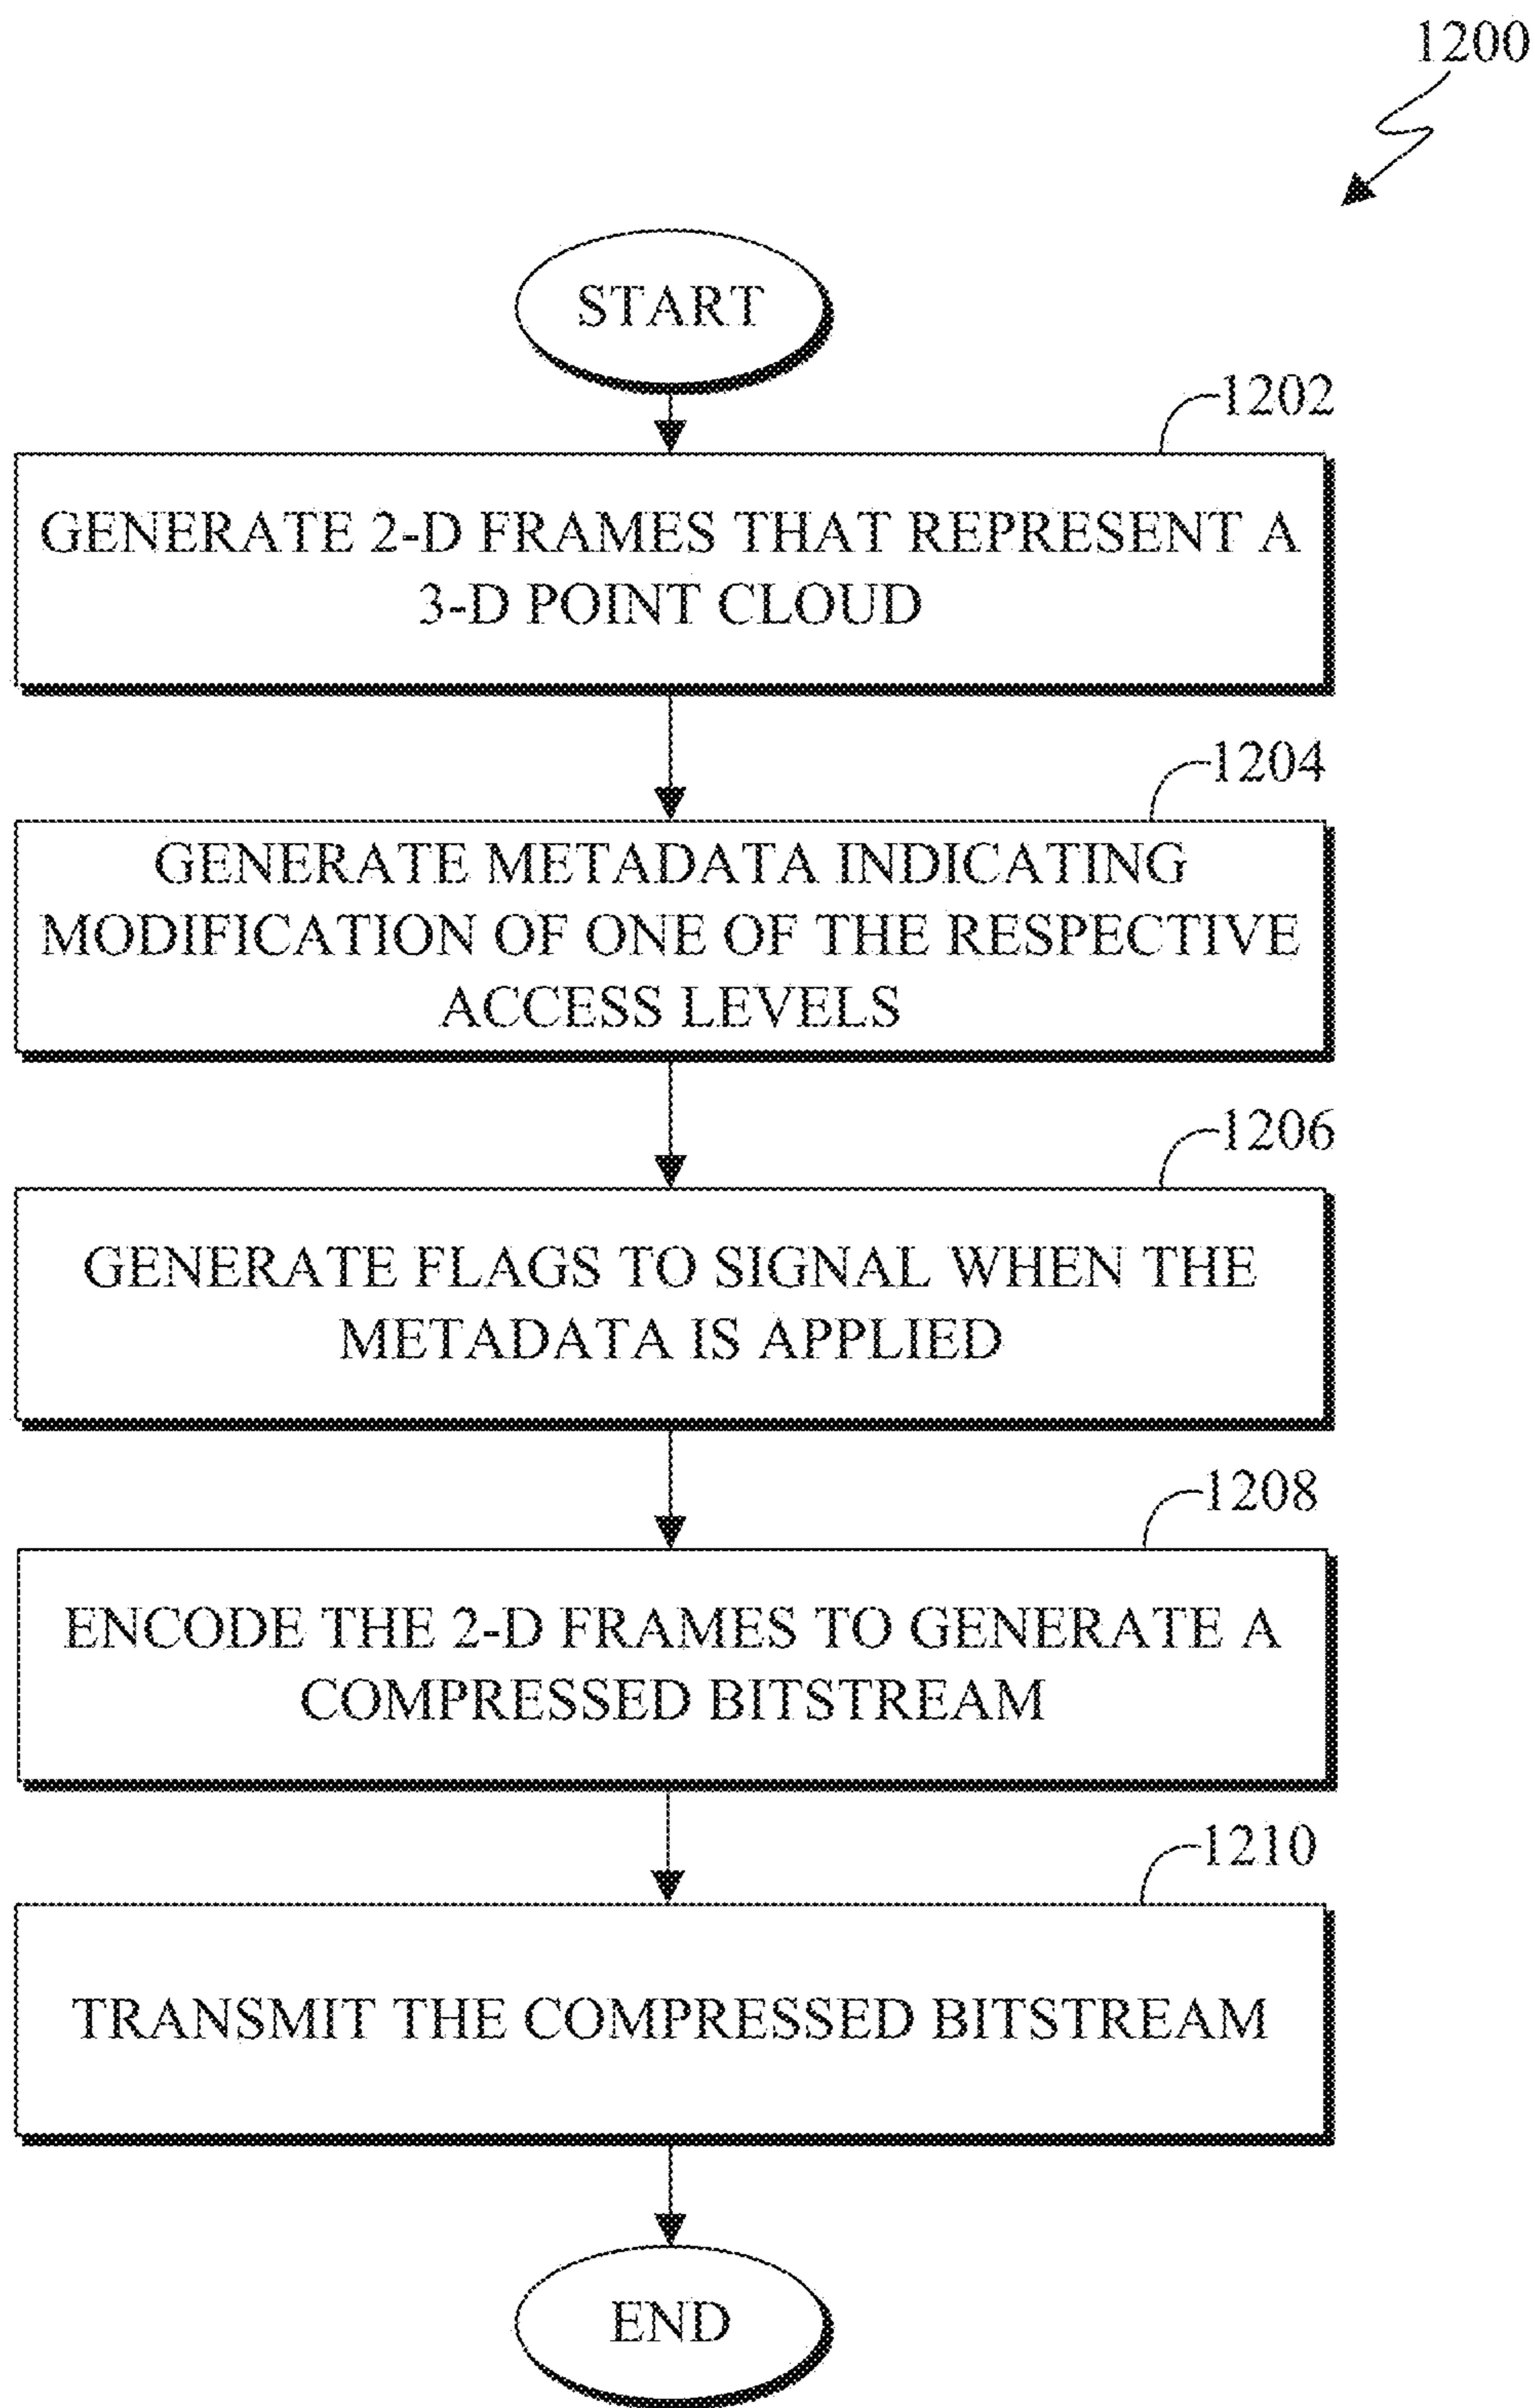 1200
START
1202
GENERATE 2-D FRAMES THAT REPRESENT A
3-D POINT CLOUD
1204
GENERATE METADATA INDICATING
MODIFICATION OF ONE OF THE RESPECTIVE
ACCESS LEVELS
1206
GENERATE FLAGS TO SIGNAL WHEN THE
METADATA IS APPLIED
1208
ENCODE THE 2-D FRAMES TO GENERATE A
COMPRESSED BITSTREAM
1210
TRANSMIT THE COMPRESSED BITSTREAM
END